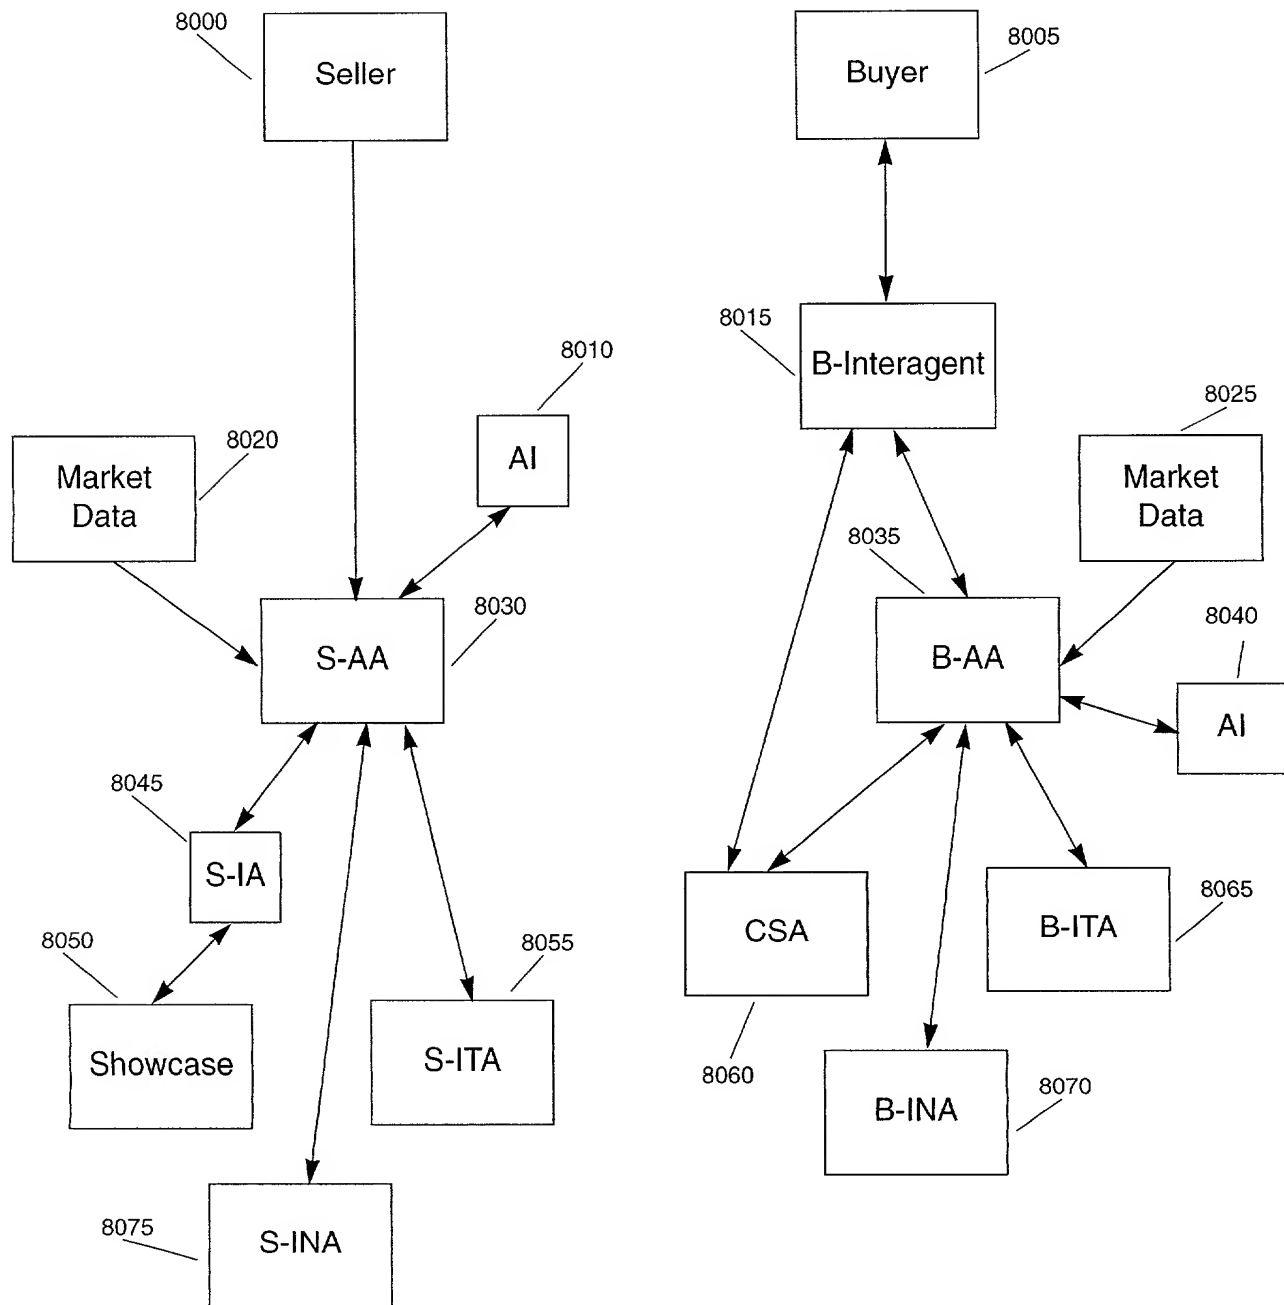 8000
Seller
Buyer
8005
8015
B-Interagent
8010
AI
8020
Market
Data
8025
Market
Data
8035
8030
S-AA
B-AA
8040
AI
8045
S-IA
8050
Showcase
8055
S-ITA
CSA
8060
B-ITA
8065
B-INA
8070
8075
S-INA